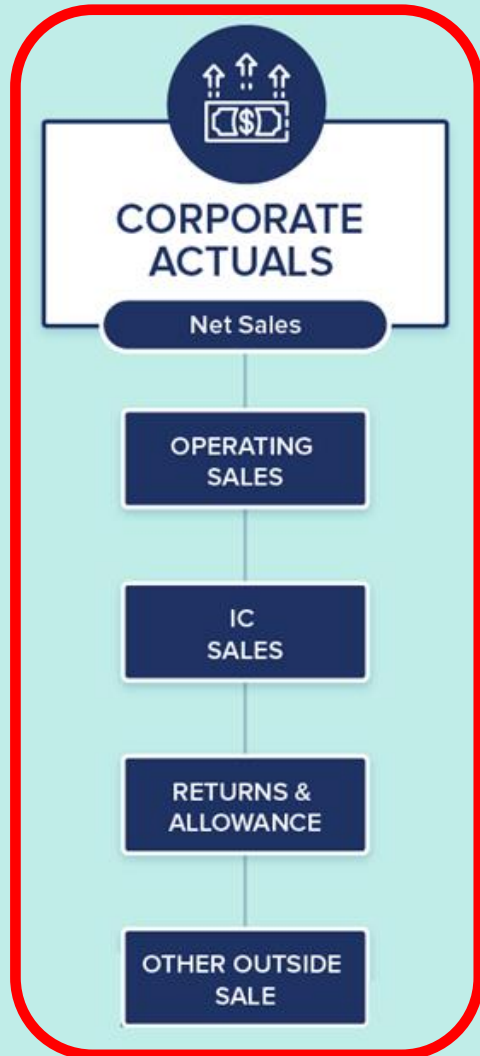 $
CORPORATE
ACTUALS
Net Sales
OPERATING
SALES
IC
SALES
RETURNS &
ALLOWANCE
OTHER OUTSIDE
SALE